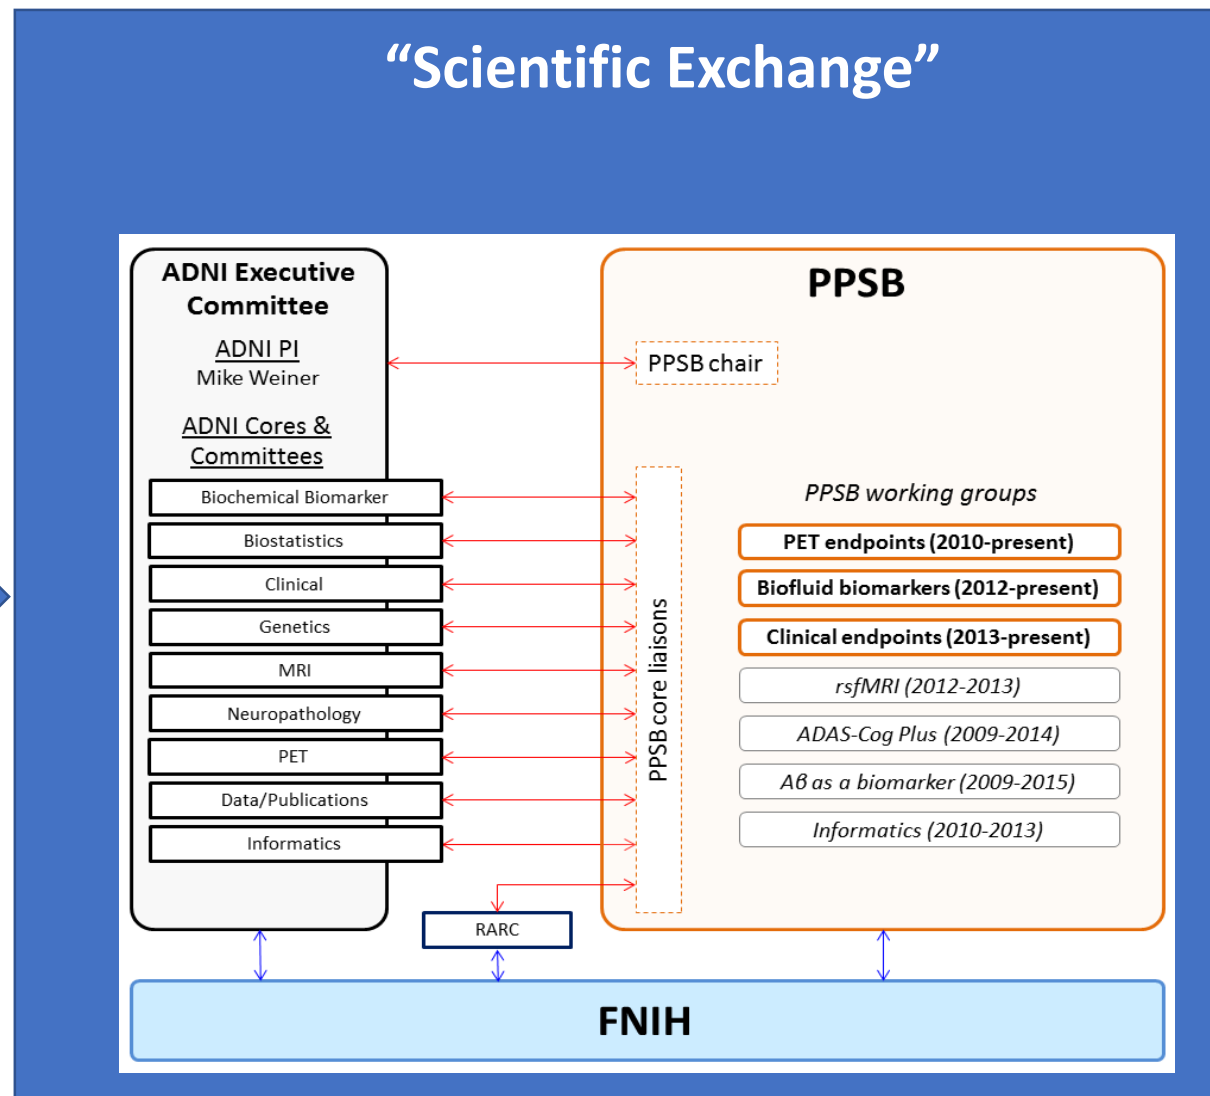 “Scientific Exchange”
ADNI Executive
Committee
ADNI PI
Mike Weiner
ADNI Cores &
Committees
Biochemical Biomarker
Biostatistics
Clinical
Genetics
MRI
Neuropathology
PET
Data/Publications
Informatics
RARC
PPSB
PPSB chair
PPSB core liaisons
PPSB working groups
PET endpoints (2010-present)
Biofluid biomarkers (2012-present)
Clinical endpoints (2013-present)
rsfMRI (2012-2013)
ADAS-Cog Plus (2009-2014)
Aβ as a biomarker (2009-2015)
Informatics (2010-2013)
FNIH